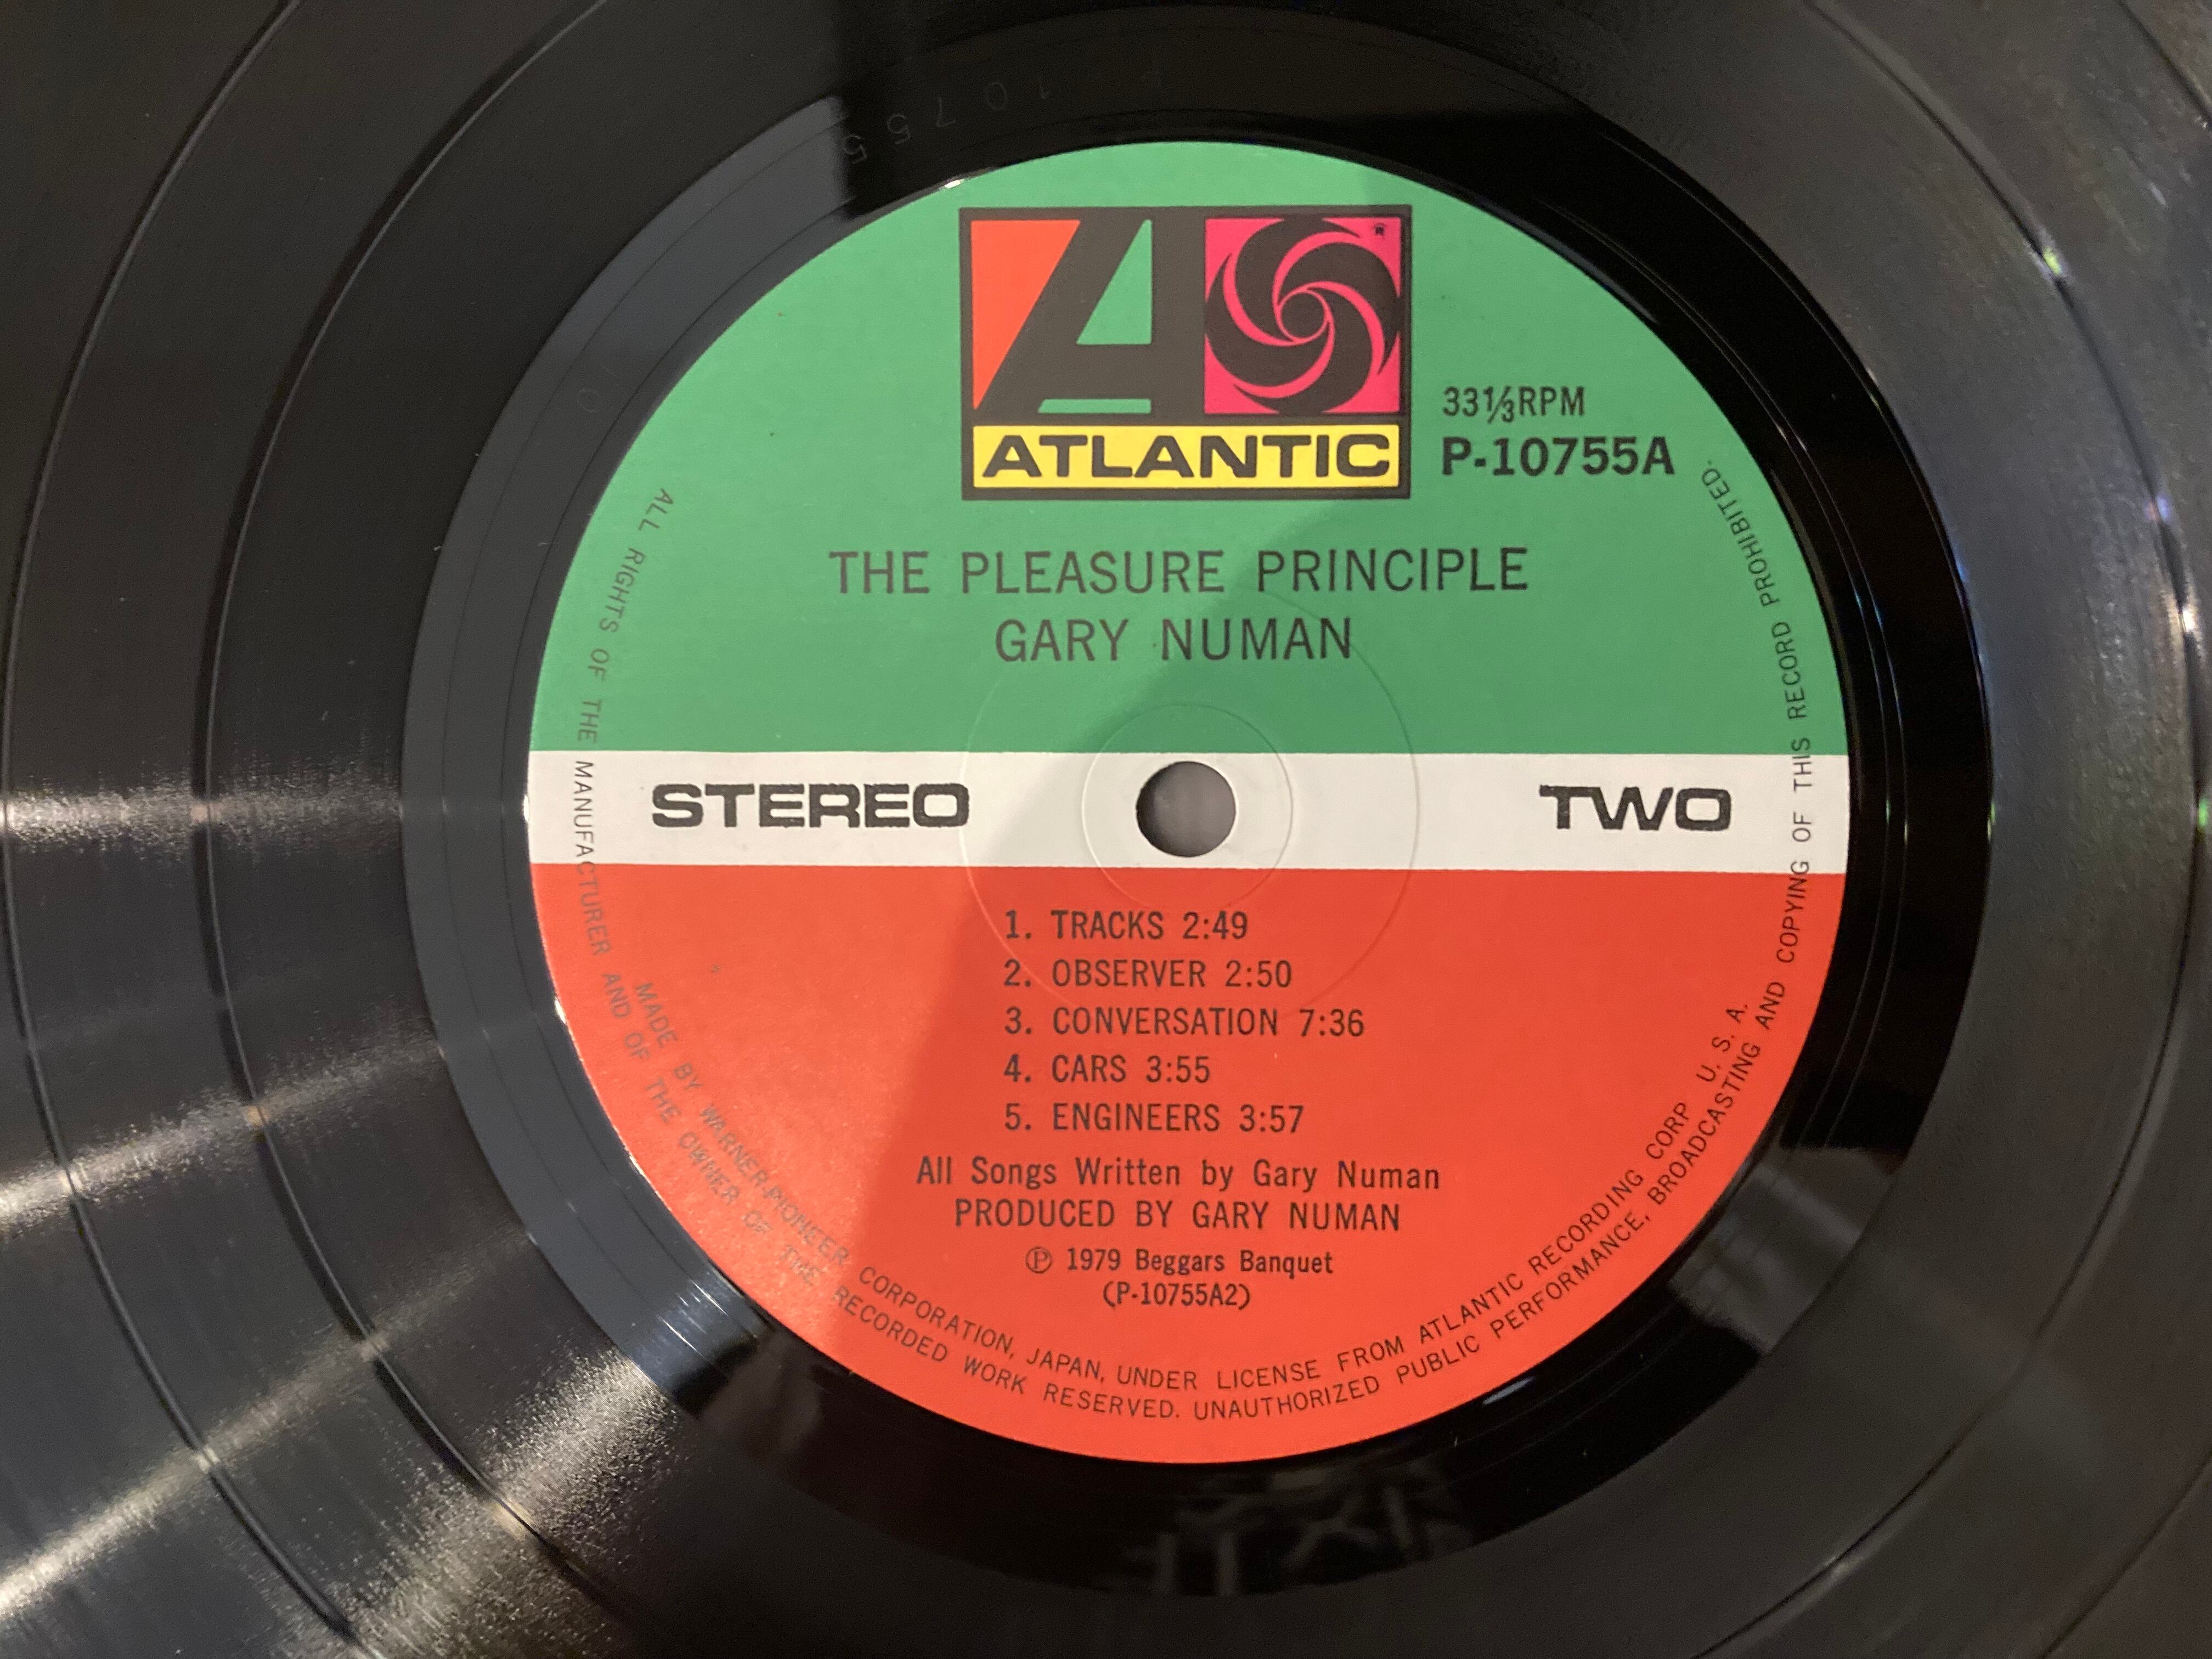 10755
ATLANTIC
33⅓RPM
P-10755A
THE PLEASURE PRINCIPLE
GARY NUMAN
STEREO
TWO
1. TRACKS 2:49
2. OBSERVER 2:50
3. CONVERSATION 7:36
4. CARS 3:55
5. ENGINEERS 3:57
All Songs Written by Gary Numan
PRODUCED BY GARY NUMAN
Ⓟ 1979 Beggars Banquet
(P-10755A2)
MADE BY WARNER-PIONEER CORPORATION, JAPAN, UNDER LICENSE FROM ATLANTIC RECORDING CORP U. S. A.
ALL RIGHTS OF THE MANUFACTURER AND OF THE OWNER OF THE RECORDED WORK RESERVED. UNAUTHORIZED PUBLIC PERFORMANCE, BROADCASTING AND COPYING OF THIS RECORD PROHIBITED.